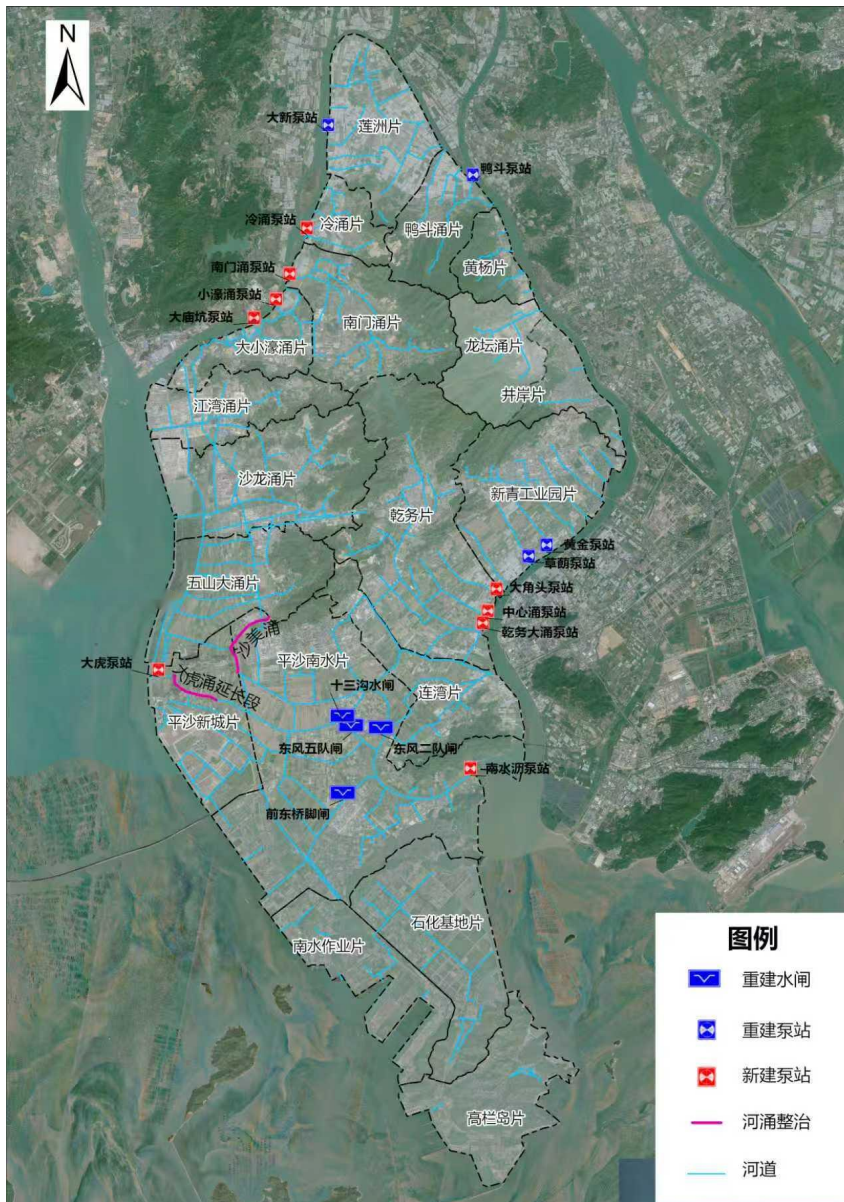 N
大新泵站
莲洲片
鸭斗泵站
冷涌泵站
冷涌片
鸭斗涌片
黄杨片
南门涌泵站
小濠涌泵站
大庙坑泵站
南门涌片
大小濠涌片
龙坛涌片
井岸片
江湾涌片
沙龙涌片
新青工业园片
乾务片
黄金泵站
草蓢泵站
五山大涌片
大角头泵站
中心涌泵站
乾务大涌泵站
沙美涌
平沙南水片
大虎泵站
大虎涌延长段
连湾片
十三沟水闸
平沙新城片
东风五队闸
东风二队闸
南水沥泵站
前东桥脚闸
石化基地片
南水作业片
高栏岛片
图例
重建水闸
重建泵站
新建泵站
河涌整治
河道